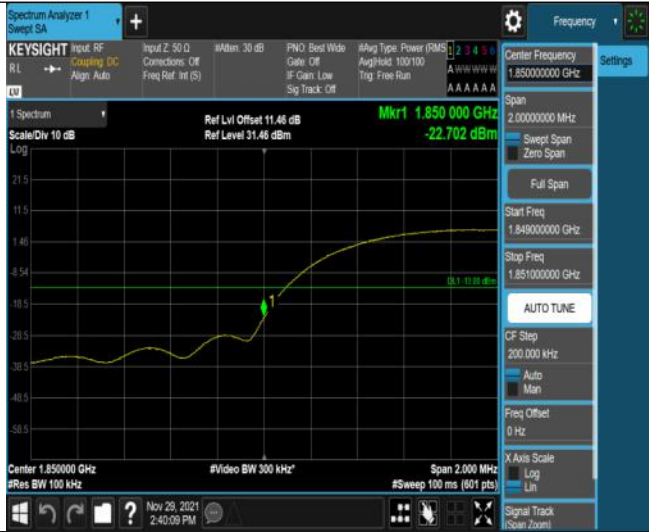 Spectrum Analyzer 1
Swept SA
+
Frequency
KEYSIGHT Input: RF Input Z: 50 Ω #Atten: 30 dB PNO: Best Wide #Avg Type: Power (RMS 1 2 3 4 5 6
RL Coupling: DC Corrections: Off Gate: Off Avg|Hold: 100/100 A W W W W W
Align: Auto Freq Ref: Int (S) IF Gain: Low Trig: Free Run
LV Sig Track: Off A A A A A A
Center Frequency
1.850000000 GHz
Settings
Span
2.00000000 MHz
Swept Span
Zero Span
Full Span
Start Freq
1.849000000 GHz
Stop Freq
1.851000000 GHz
AUTO TUNE
CF Step
200.000 kHz
Auto
Man
Freq Offset
0 Hz
X Axis Scale
Log
Lin
Signal Track
(Span Zoom)
1 Spectrum
Scale/Div 10 dB
Ref Lvl Offset 11.46 dB
Ref Level 31.46 dBm
Mkr1 1.850 000 GHz
-22.702 dBm
Log
21.5
11.5
1.46
-8.54
DL1 -13.00 dBm
-18.5
1
-28.5
-38.5
-48.5
-58.5
Center 1.850000 GHz #Video BW 300 kHz* Span 2.000 MHz
#Res BW 100 kHz #Sweep 100 ms (601 pts)
? Nov 29, 2021
2:40:09 PM